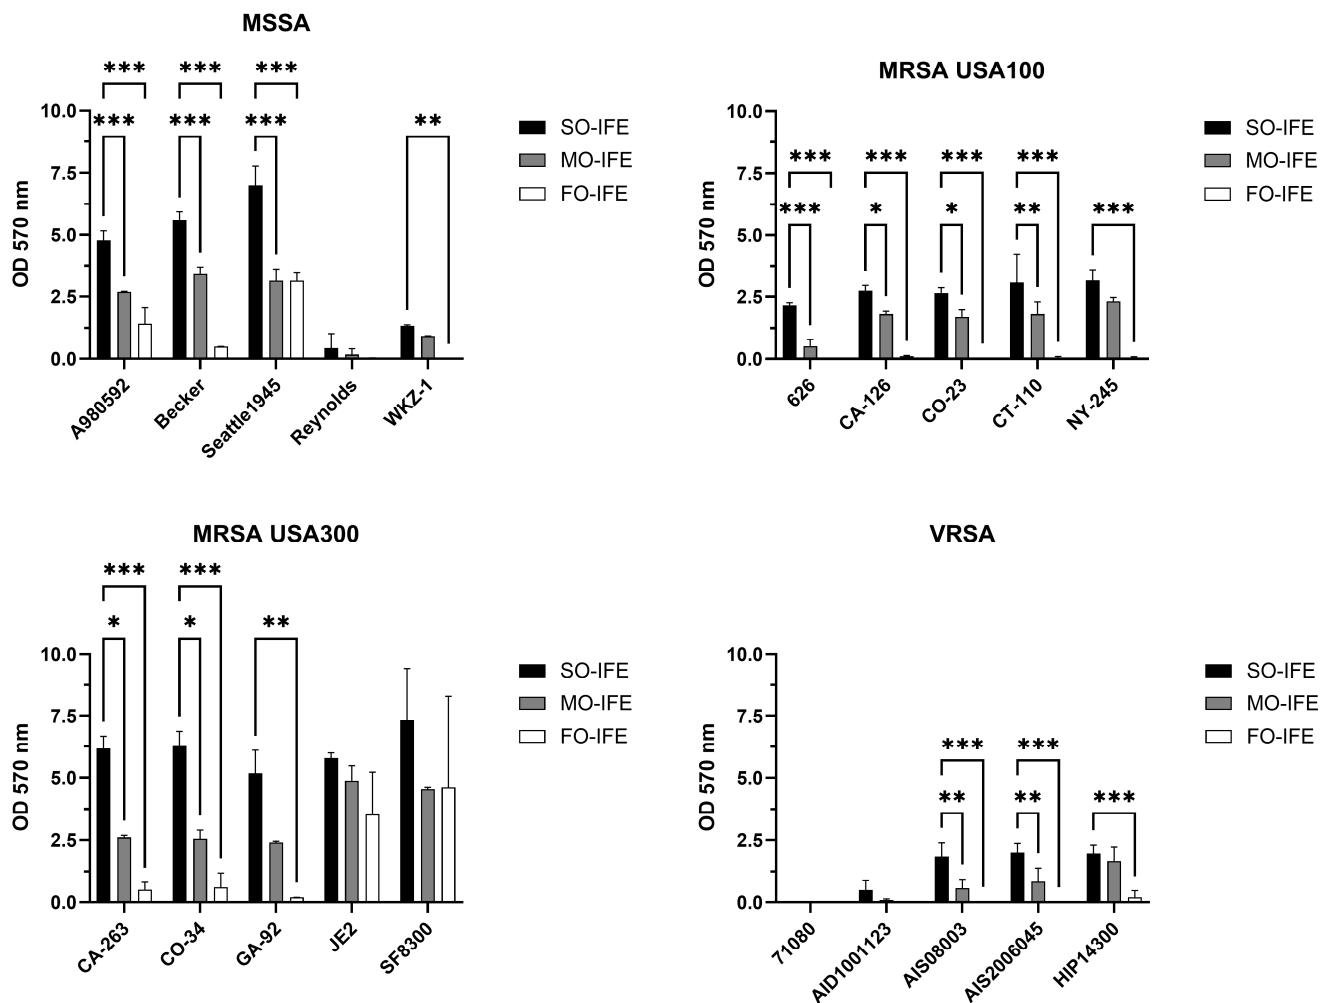 MSSA
*** *** ***
*** *** *** **
10.0
7.5
5.0
2.5
0.0
OD 570 nm
A980592
Becker
Seattle1945
Reynolds
WKZ-1
SO-IFE
MO-IFE
FO-IFE
MRSA USA100
*** *** *** ***
*** * * ** ***
10.0
7.5
5.0
2.5
0.0
OD 570 nm
626
CA-126
CO-23
CT-110
NY-245
SO-IFE
MO-IFE
FO-IFE
MRSA USA300
*** ***
* * **
10.0
7.5
5.0
2.5
0.0
OD 570 nm
CA-263
CO-34
GA-92
JE2
SF8300
SO-IFE
MO-IFE
FO-IFE
VRSA
*** ***
** ** ***
10.0
7.5
5.0
2.5
0.0
OD 570 nm
71080
AID1001123
AIS08003
AIS2006045
HIP14300
SO-IFE
MO-IFE
FO-IFE